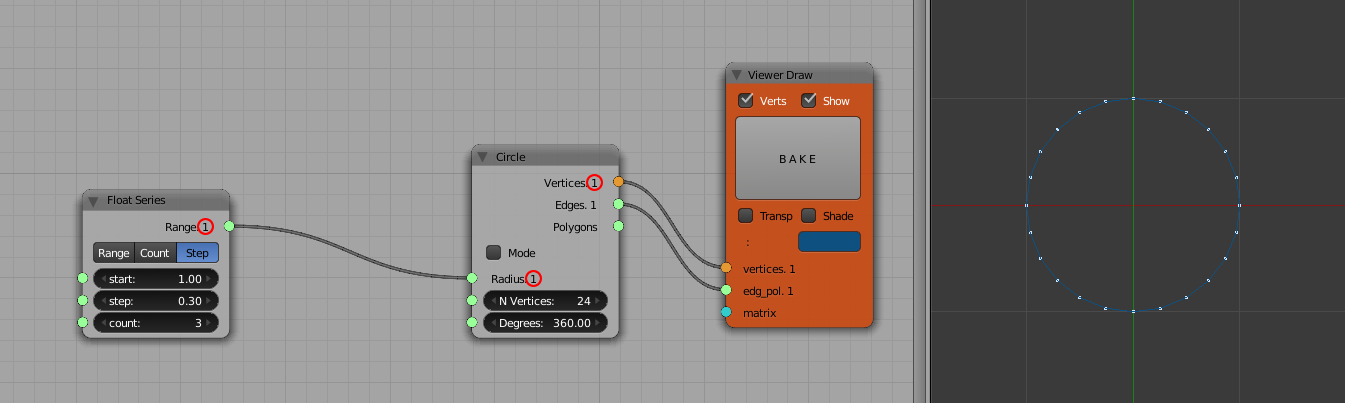 Float Series
Range. 1
Range Count Step
start: 1.00
step: 0.30
count: 3
Circle
Vertices. 1
Edges. 1
Polygons
Mode
Radius. 1
N Vertices: 24
Degrees: 360.00
Viewer Draw
Verts Show
BAKE
Transp Shade
:
vertices. 1
edg_pol. 1
matrix